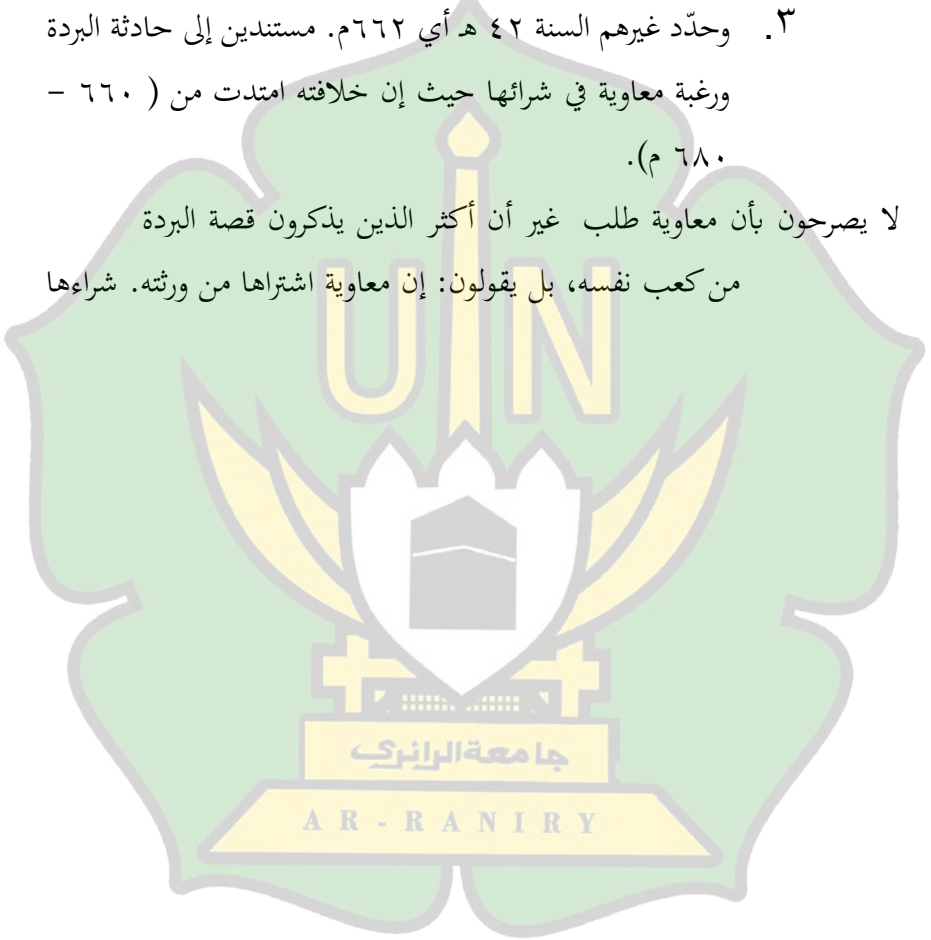 ٣. وحدّد غيرهم السنة ٤٢ هـ أي ٦٦٢م. مستندين إلى حادثة البردة
ورغبة معاوية في شرائها حيث إن خلافته امتدت من ( ٦٦٠ –
٦٨٠ م).
لا يصرحون بأن معاوية طلب غير أن أكثر الذين يذكرون قصة البردة
من كعب نفسه، بل يقولون: إن معاوية اشتراها من ورثته. شراءها
UIN
جامعة الرانري
AR-RANIRY